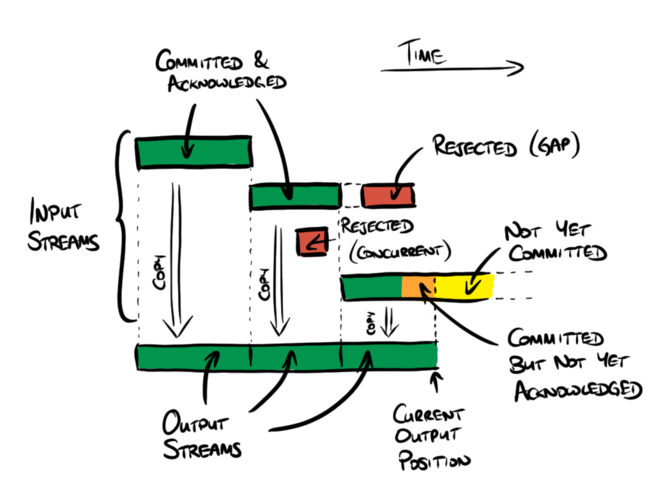 TIME
COMMITTED &
ACKNOWLEDGED
REJECTED (GAP)
INPUT
STREAMS
REJECTED
(CONCURRENT)
NOT YET
COMMITTED
COPY
COPY
COPY
COMMITTED
BUT NOT YET
ACKNOWLEDGED
OUTPUT
STREAMS
CURRENT
OUTPUT
POSITION